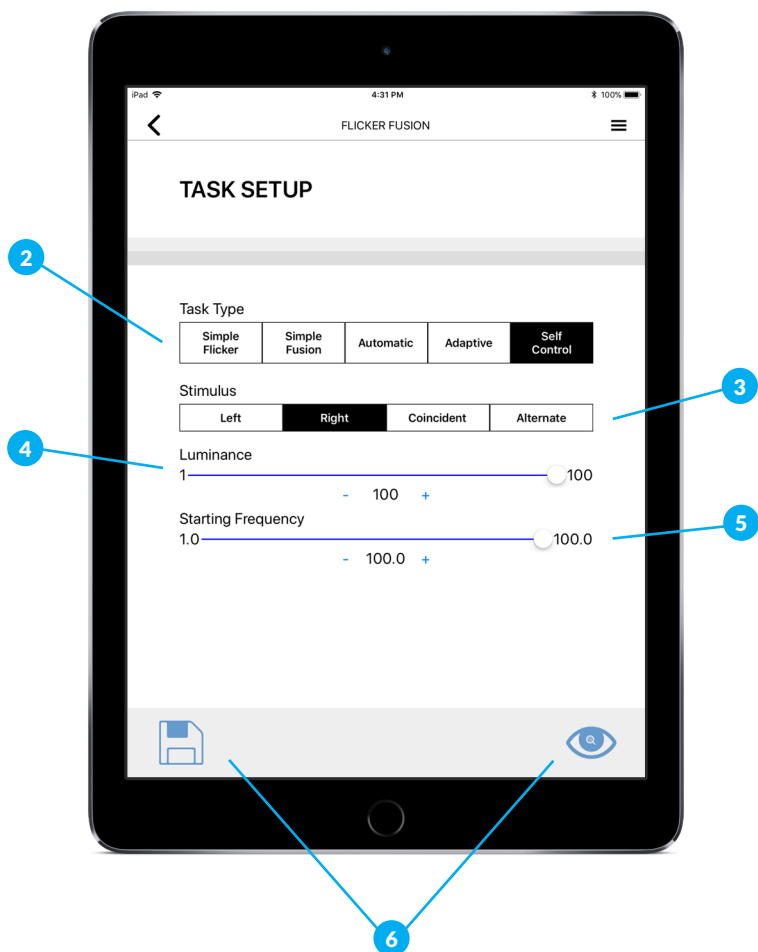 iPad 4:31 PM 100%
FLICKER FUSION
TASK SETUP
2
Task Type
Simple Flicker Simple Fusion Automatic Adaptive Self Control
Stimulus
3
Left Right Coincident Alternate
4
Luminance
1 100
- 100 +
Starting Frequency
5
1.0 100.0
- 100.0 +
6